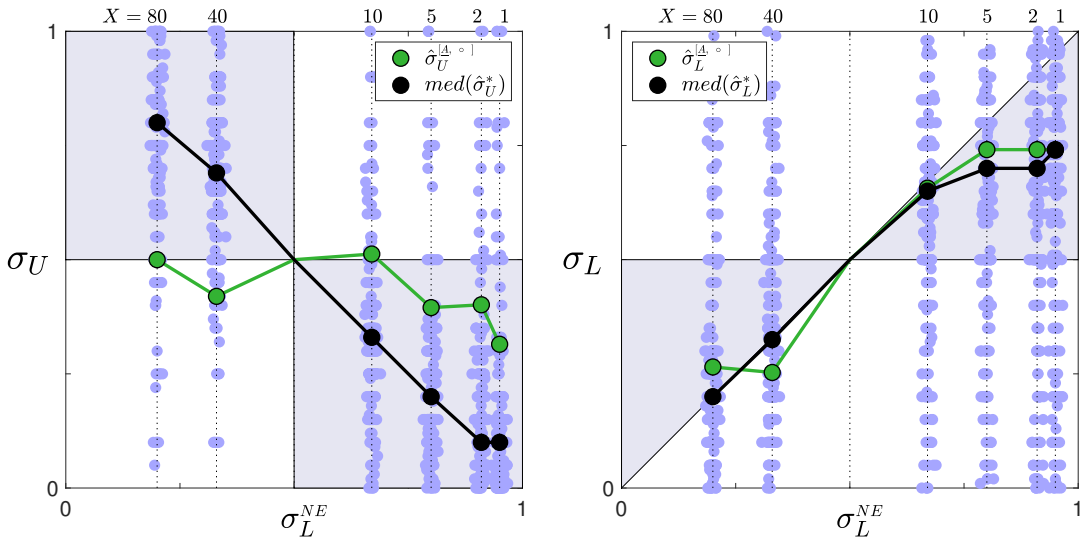 X = 80 40 10 5 2 1
1
σ̂_U^[A, ∘]
med(σ̂*_U)
σ_U
0
0 1
σ_L^NE
X = 80 40 10 5 2 1
1
σ̂_L^[A, ∘]
med(σ̂*_L)
σ_L
0
0 1
σ_L^NE